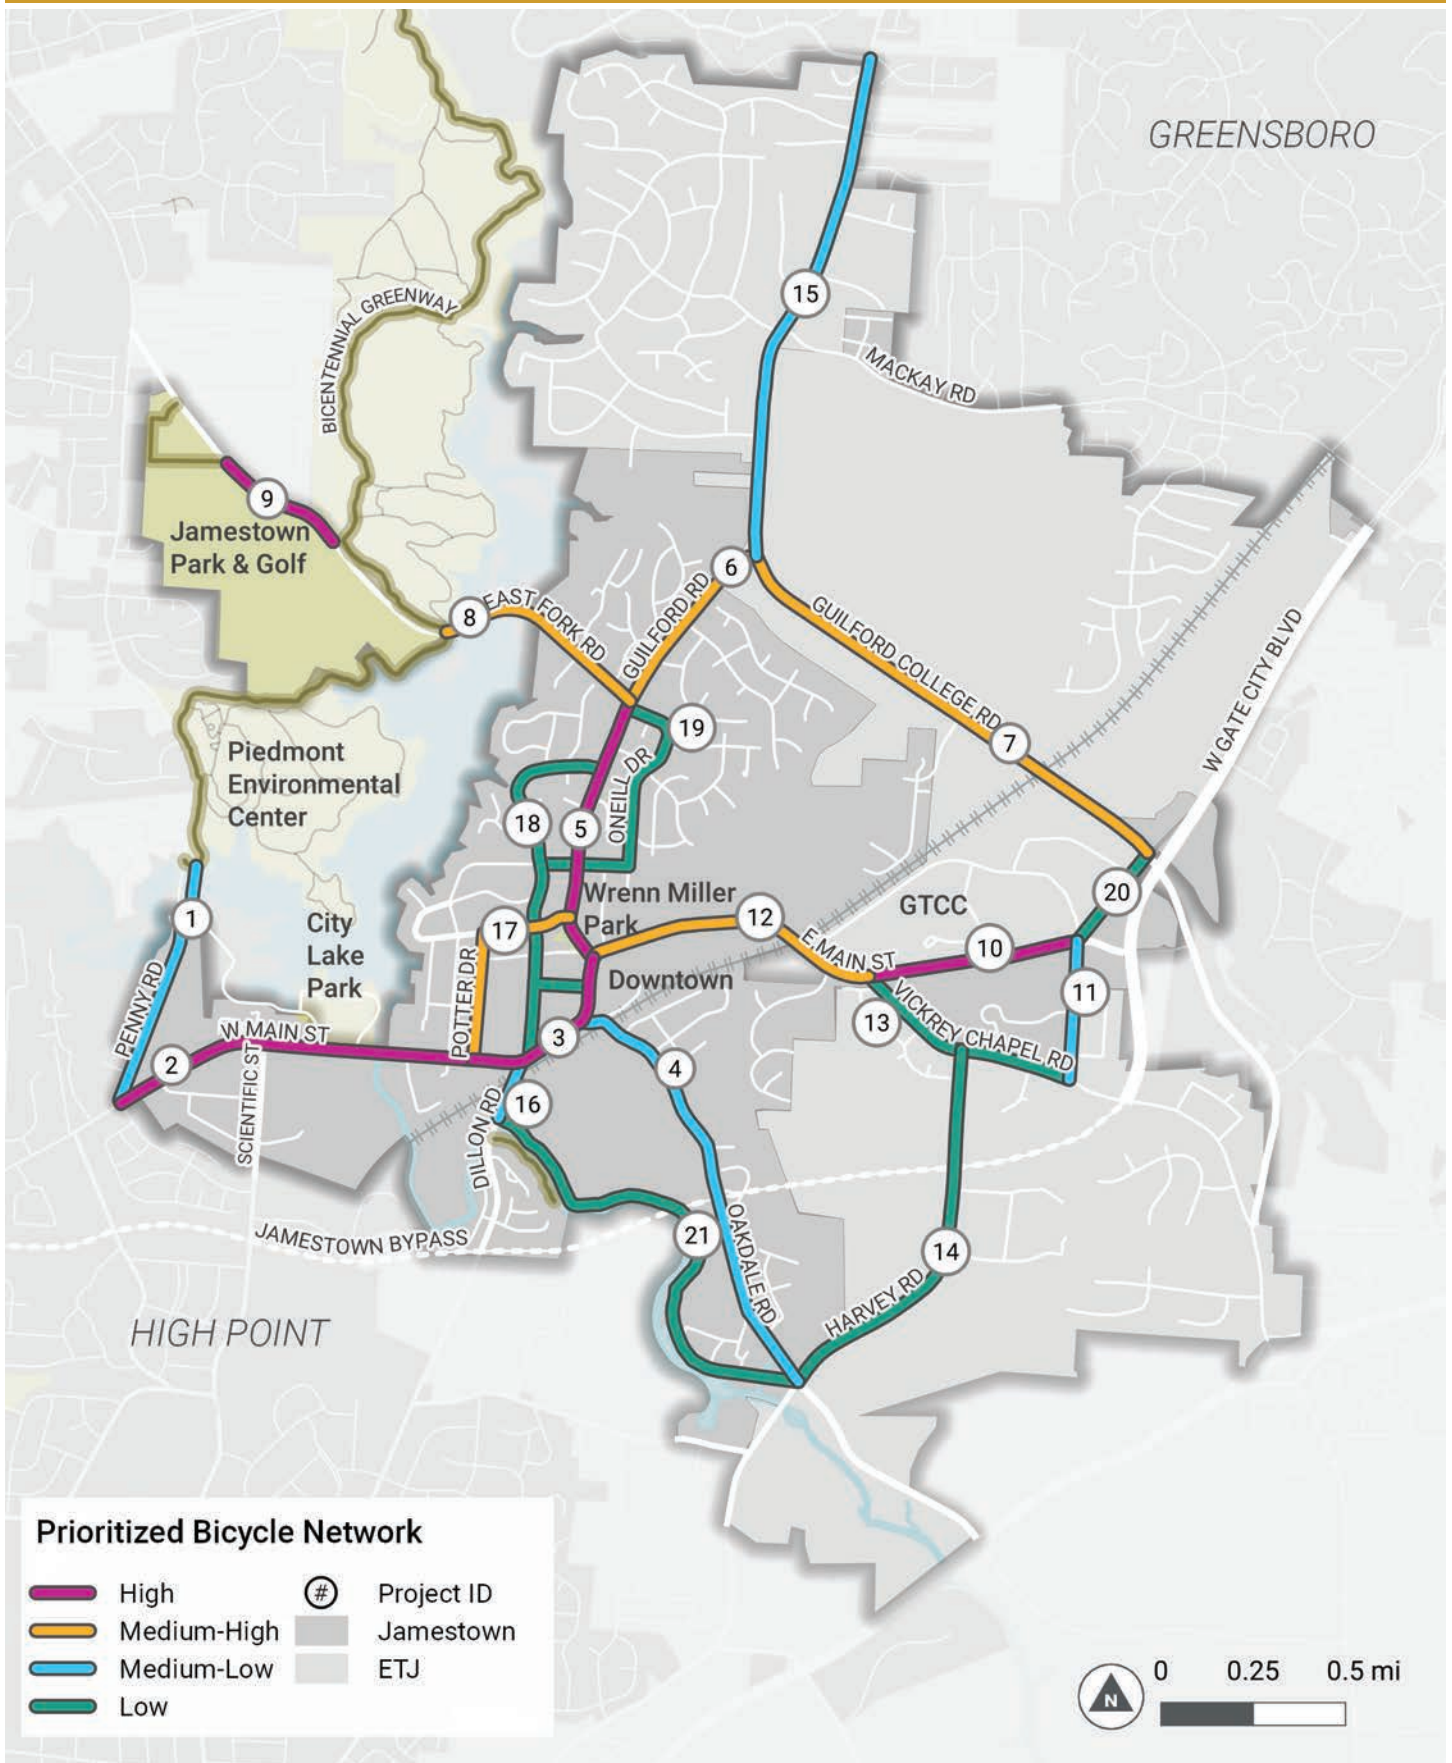 GREENSBORO
15
MACKAY RD
BICENTENNIAL GREENWAY
9
Jamestown
Park & Golf
6
8
EAST FORK RD
GUILFORD RD
GUILFORD COLLEGE RD
W GATE CITY BLVD
7
19
Piedmont
Environmental
Center
ONEILL DR
18
5
Wrenn Miller
Park
GTCC
20
1
City
Lake
Park
17
12
E MAIN ST
10
POTTER DR
Downtown
11
PENNY RD
W MAIN ST
VICKREY CHAPEL RD
13
3
2
4
SCIENTIFIC ST
DILLON RD
16
JAMESTOWN BYPASS
21
OAKDALE RD
14
HARVEY RD
HIGH POINT
Prioritized Bicycle Network
High
# Project ID
Medium-High
Jamestown
Medium-Low
ETJ
Low
N
0 0.25 0.5 mi